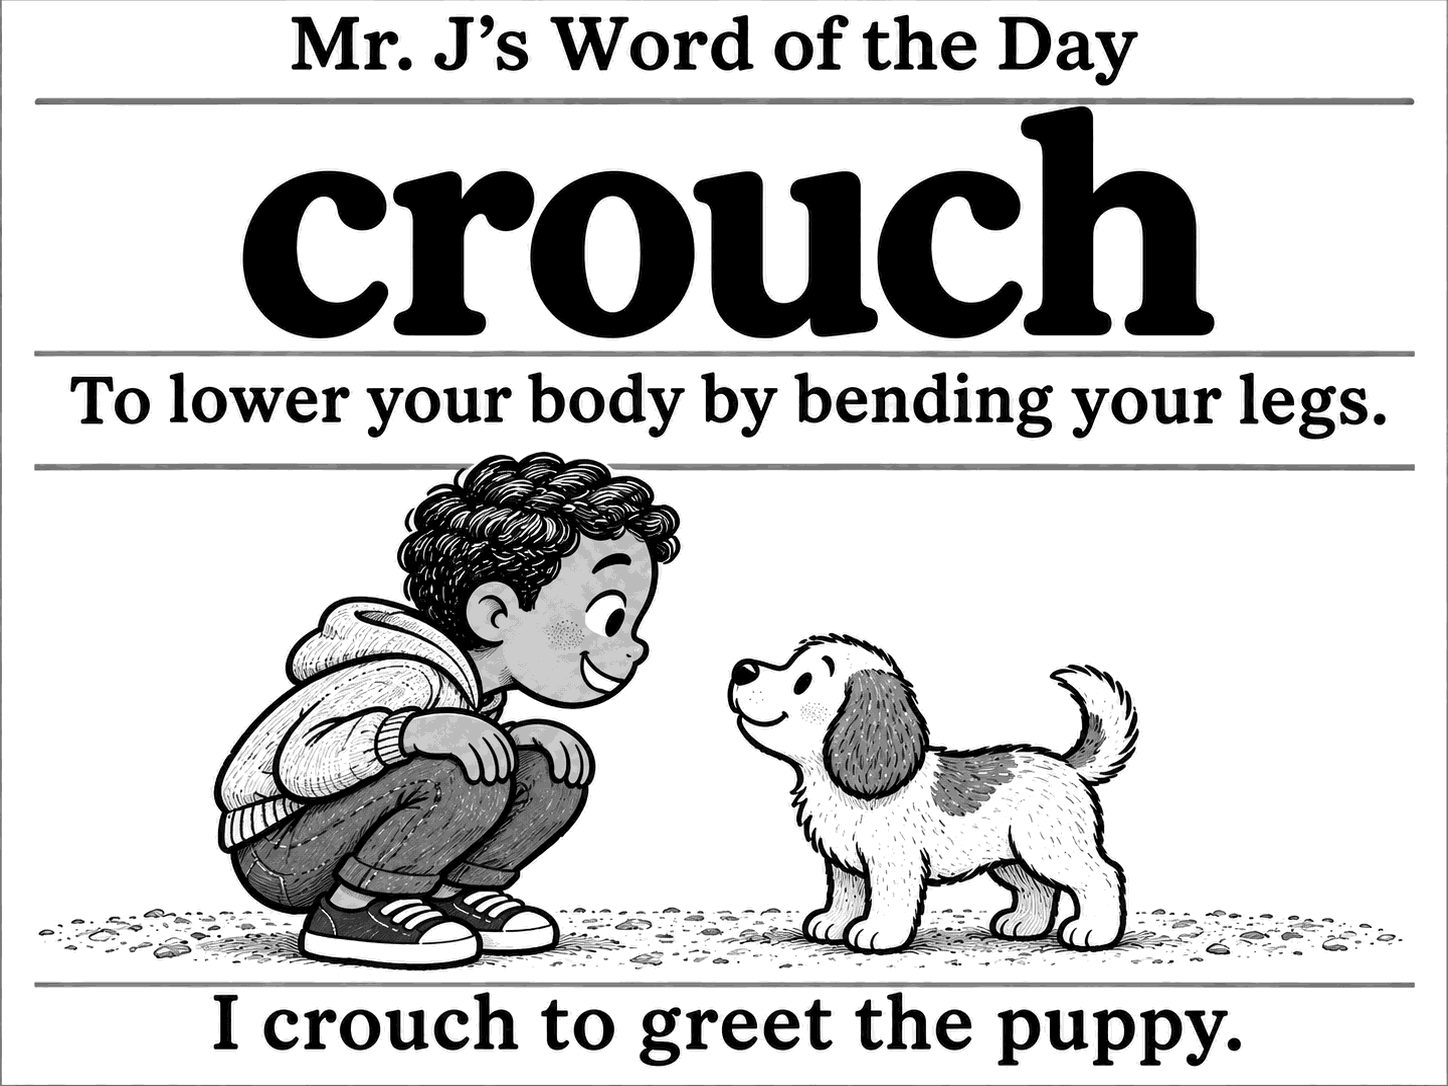 Mr. J’s Word of the Day
crouch
To lower your body by bending your legs.
I crouch to greet the puppy.